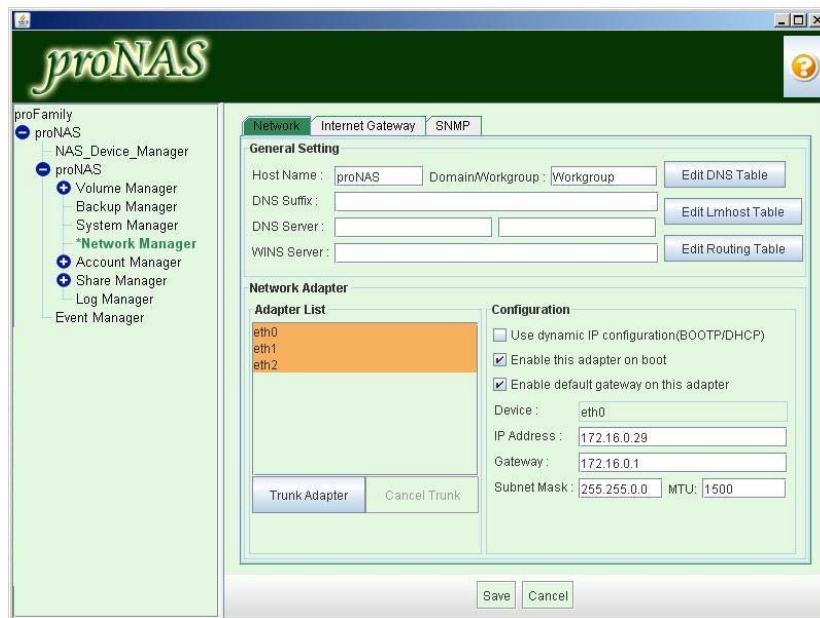 proNAS
proFamily
proNAS
NAS_Device_Manager
proNAS
Volume Manager
Backup Manager
System Manager
*Network Manager
Account Manager
Share Manager
Log Manager
Event Manager
Network Internet Gateway SNMP
General Setting
Host Name : proNAS Domain/Workgroup : Workgroup Edit DNS Table
DNS Suffix :
Edit Lmhost Table
DNS Server :
WINS Server : Edit Routing Table
Network Adapter
Adapter List
eth0
eth1
eth2
Trunk Adapter Cancel Trunk
Configuration
Use dynamic IP configuration(BOOTP/DHCP)
Enable this adapter on boot
Enable default gateway on this adapter
Device : eth0
IP Address : 172.16.0.29
Gateway : 172.16.0.1
Subnet Mask : 255.255.0.0 MTU: 1500
Save Cancel